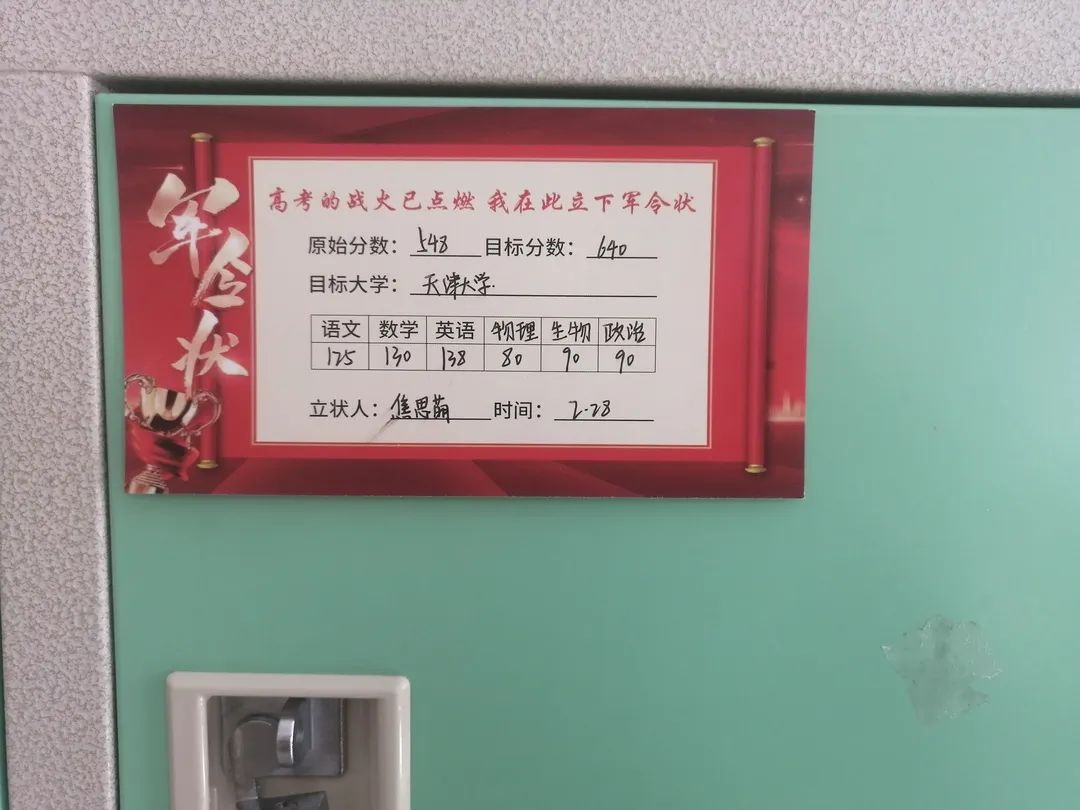 军令状
高考的战火已点燃 我在此立下军令状
原始分数：548 目标分数：640
目标大学：天津大学
语文 数学 英语 物理 生物 政治
125 130 138 80 90 90
立状人：焦思萌 时间：2.28